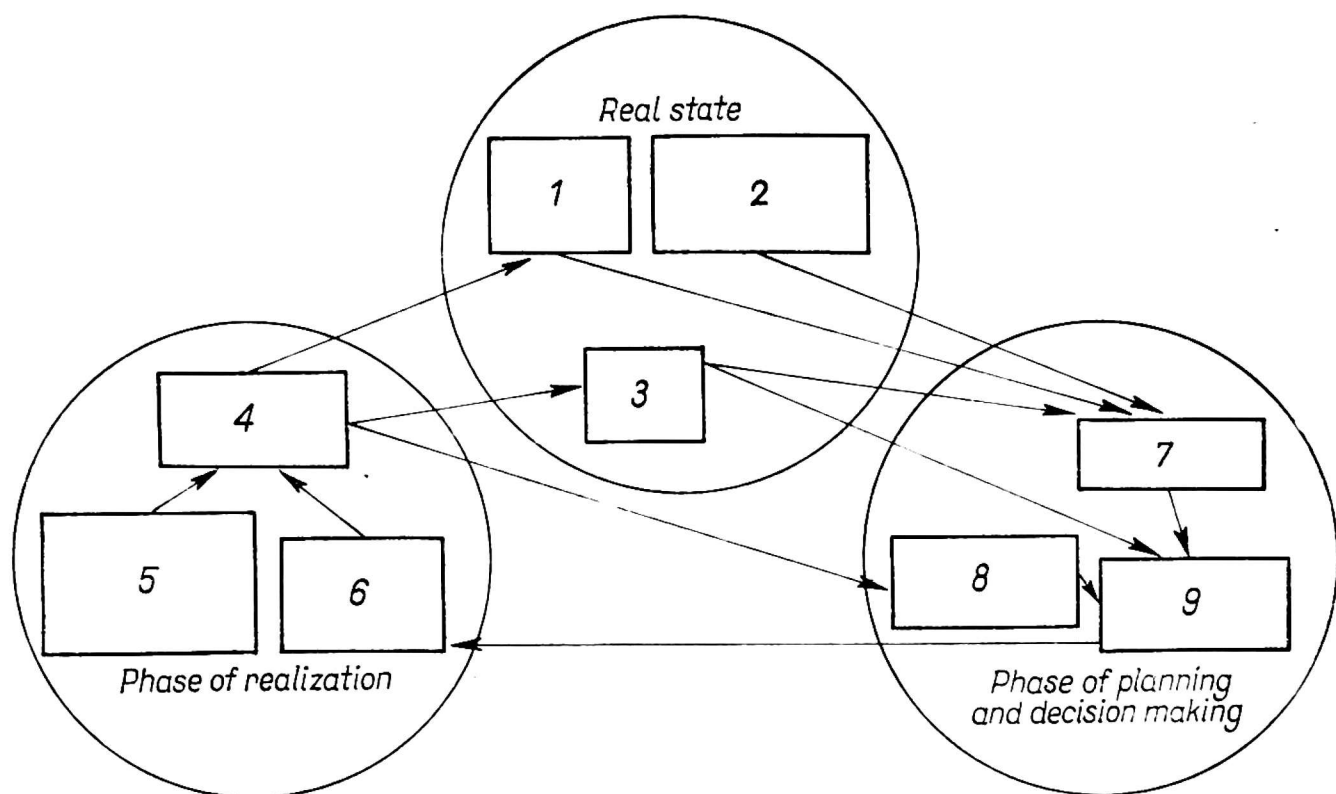 Real state
1
2
3
4
5
6
Phase of realization
7
8
9
Phase of planning
and decision making